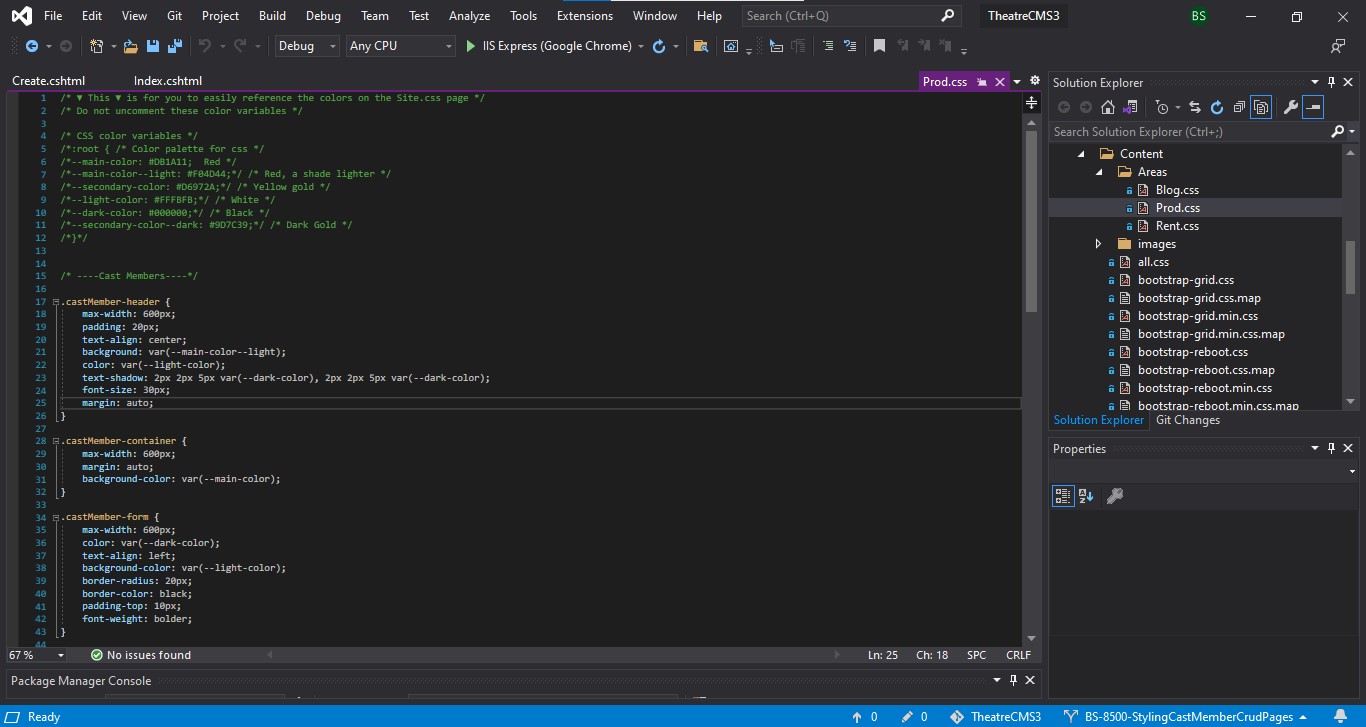 File Edit View Git Project Build Debug Team Test Analyze Tools Extensions Window Help Search (Ctrl+Q) TheatreCMS3 BS
Debug Any CPU IIS Express (Google Chrome)
Create.cshtml Index.cshtml Prod.css
1 /* ▼ This ▼ is for you to easily reference the colors on the Site.css page */
2 /* Do not uncomment these color variables */
3
4 /* CSS color variables */
5 /*:root { /* Color palette for css */
6 /*--main-color: #DB1A11;  Red */
7 /*--main-color--light: #F04D44;*/ /* Red, a shade lighter */
8 /*--secondary-color: #D6972A;*/ /* Yellow gold */
9 /*--light-color: #FFFBFB;*/ /* White */
10 /*--dark-color: #000000;*/ /* Black */
11 /*--secondary-color--dark: #9D7C39;*/ /* Dark Gold */
12 /*}*/
13
14
15 /* ----Cast Members----*/
16
17 .castMember-header {
18 max-width: 600px;
19 padding: 20px;
20 text-align: center;
21 background: var(--main-color--light);
22 color: var(--light-color);
23 text-shadow: 2px 2px 5px var(--dark-color), 2px 2px 5px var(--dark-color);
24 font-size: 30px;
25 margin: auto;
26 }
27
28 .castMember-container {
29 max-width: 600px;
30 margin: auto;
31 background-color: var(--main-color);
32 }
33
34 .castMember-form {
35 max-width: 600px;
36 color: var(--dark-color);
37 text-align: left;
38 background-color: var(--light-color);
39 border-radius: 20px;
40 border-color: black;
41 padding-top: 10px;
42 font-weight: bolder;
43 }
44
67 % No issues found Ln: 25 Ch: 18 SPC CRLF
Package Manager Console
Solution Explorer
Search Solution Explorer (Ctrl+;)
Content
Areas
Blog.css
Prod.css
Rent.css
images
all.css
bootstrap-grid.css
bootstrap-grid.css.map
bootstrap-grid.min.css
bootstrap-grid.min.css.map
bootstrap-reboot.css
bootstrap-reboot.css.map
bootstrap-reboot.min.css
bootstrap-reboot.min.css.map
Solution Explorer Git Changes
Properties
Ready 0 0 TheatreCMS3 BS-8500-StylingCastMemberCrudPages